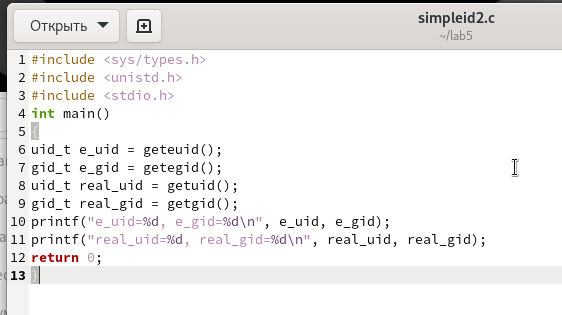 Открыть
simpleid2.c
~/lab5
1 #include <sys/types.h>
2 #include <unistd.h>
3 #include <stdio.h>
4 int main()
5 {
6 uid_t e_uid = geteuid();
7 gid_t e_gid = getegid();
8 uid_t real_uid = getuid();
9 gid_t real_gid = getgid();
10 printf("e_uid=%d, e_gid=%d\n", e_uid, e_gid);
11 printf("real_uid=%d, real_gid=%d\n", real_uid, real_gid);
12 return 0;
13 }